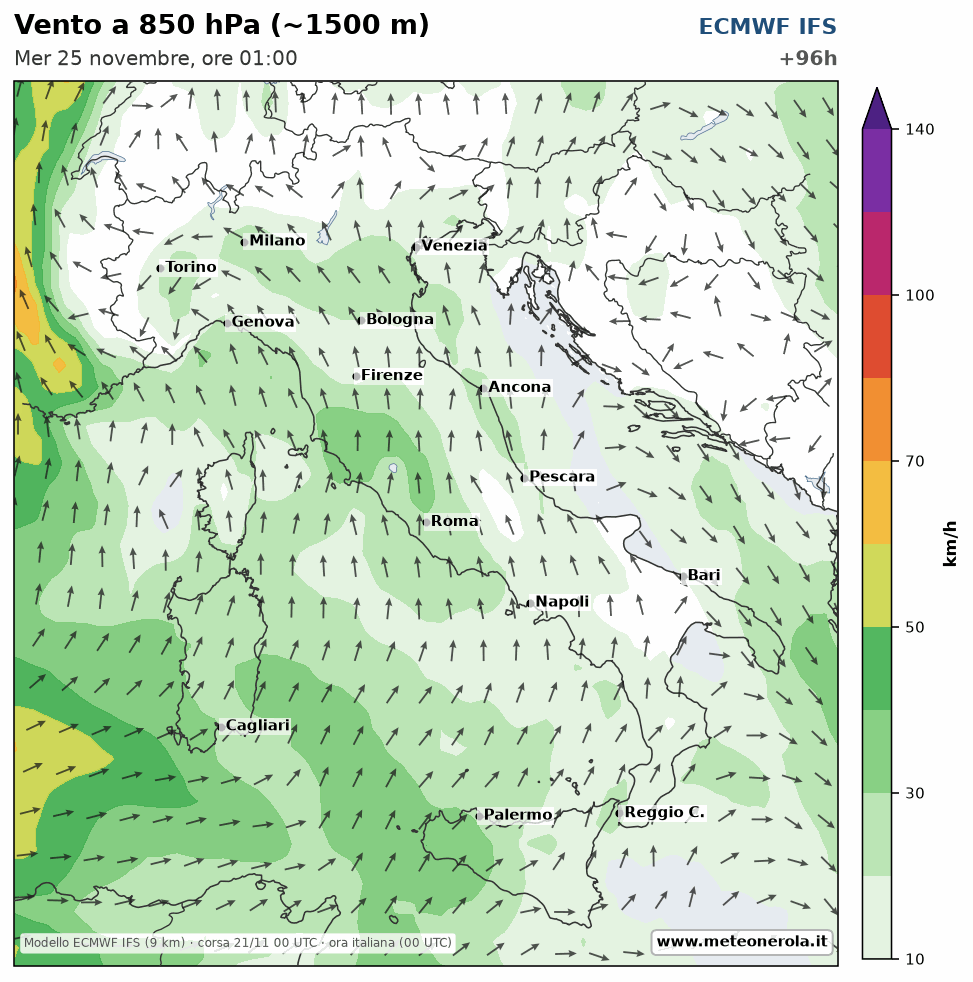 Vento a 850 hPa (~1500 m)
ECMWF IFS
Mer 25 novembre, ore 01:00
+96h
Milano
Venezia
Torino
Genova
Bologna
Firenze
Ancona
Pescara
Roma
Bari
Napoli
Cagliari
Palermo
Reggio C.
140
100
70
50
30
10
km/h
Modello ECMWF IFS (9 km) · corsa 21/11 00 UTC · ora italiana (00 UTC)
www.meteonerola.it